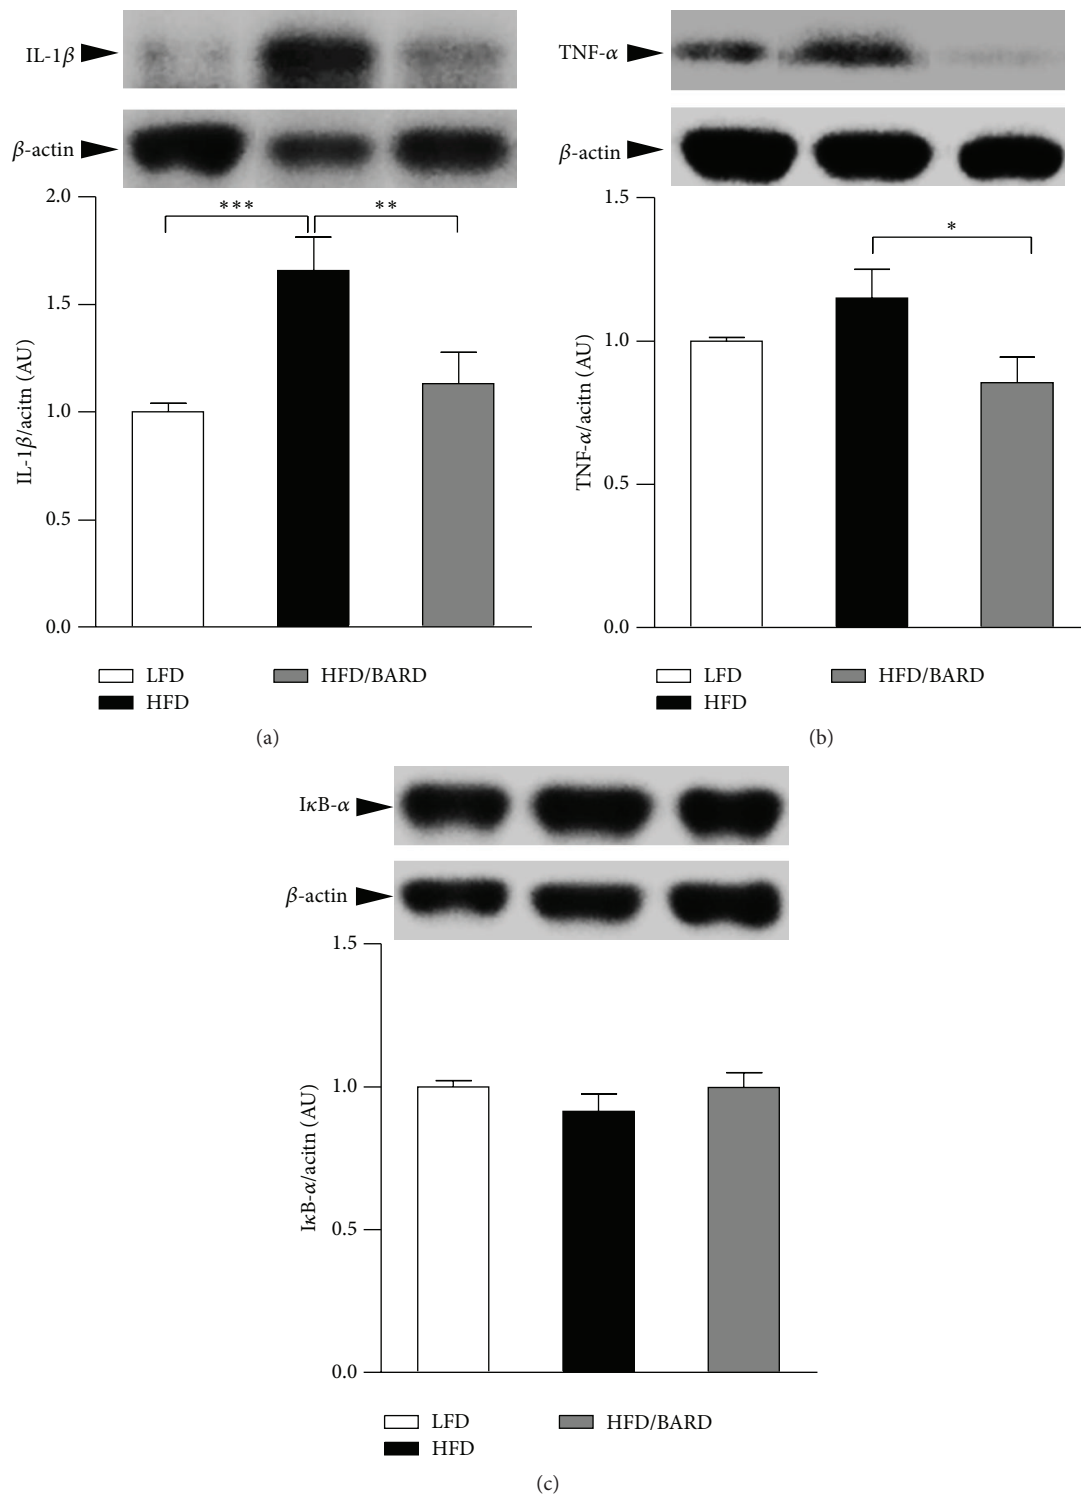 IL-1β
β-actin
2.0
1.5
1.0
0.5
0.0
IL-1β/acitn (AU)
***
**
LFD
HFD
HFD/BARD
(a)
TNF-α
β-actin
1.5
1.0
0.5
0.0
TNF-α/acitn (AU)
*
LFD
HFD
HFD/BARD
(b)
IκB-α
β-actin
1.5
1.0
0.5
0.0
IκB-α/acitn (AU)
LFD
HFD
HFD/BARD
(c)